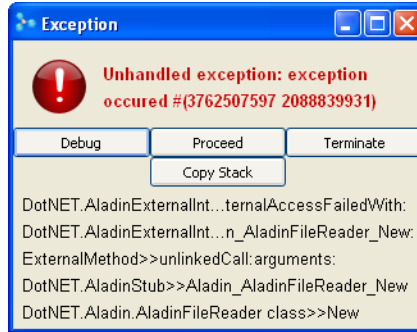 Exception
Unhandled exception: exception
occured #(3762507597 2088839931)
Debug
Proceed
Terminate
Copy Stack
DotNET.AladinExternalInt...ternalAccessFailedWith:
DotNET.AladinExternalInt...n_AladinFileReader_New:
ExternalMethod>>unlinkedCall:arguments:
DotNET.AladinStub>>Aladin_AladinFileReader_New
DotNET.Aladin.AladinFileReader class>>New